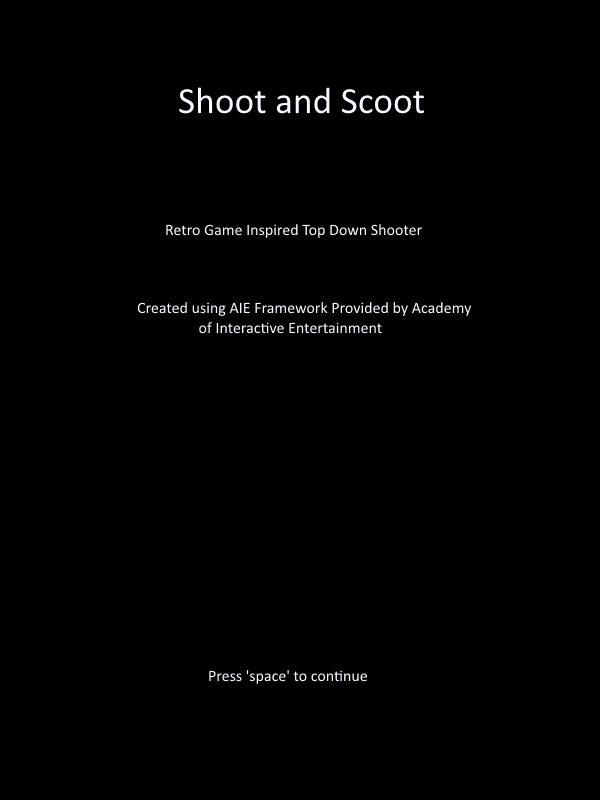 Shoot and Scoot
Retro Game Inspired Top Down Shooter
Created using AIE Framework Provided by Academy
of Interactive Entertainment
Press 'space' to continue